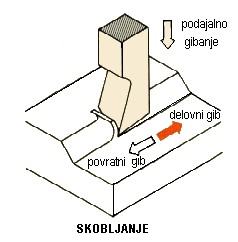 podajalno
gibanje
delovni gib
povratni gib
SKOBLJANJE